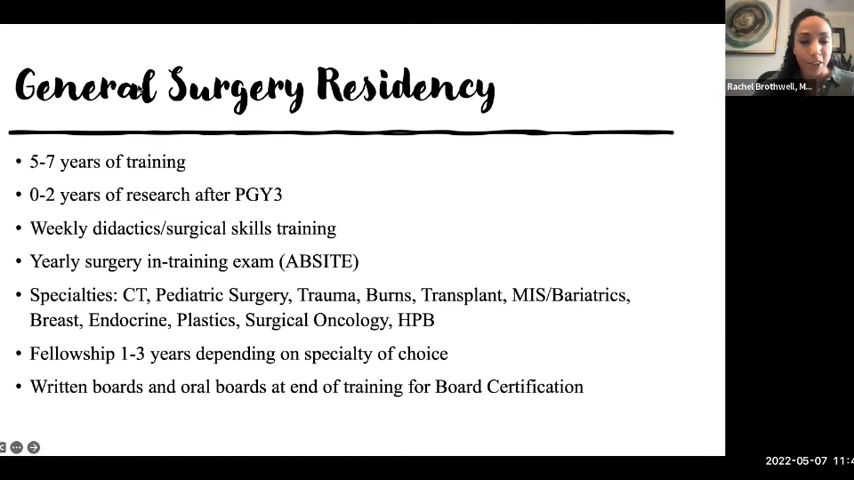 General Surgery Residency
• 5-7 years of training
• 0-2 years of research after PGY3
• Weekly didactics/surgical skills training
• Yearly surgery in-training exam (ABSITE)
• Specialties: CT, Pediatric Surgery, Trauma, Burns, Transplant, MIS/Bariatrics,
Breast, Endocrine, Plastics, Surgical Oncology, HPB
• Fellowship 1-3 years depending on specialty of choice
• Written boards and oral boards at end of training for Board Certification
Rachel Brothwell, M...
2022-05-07 11:4